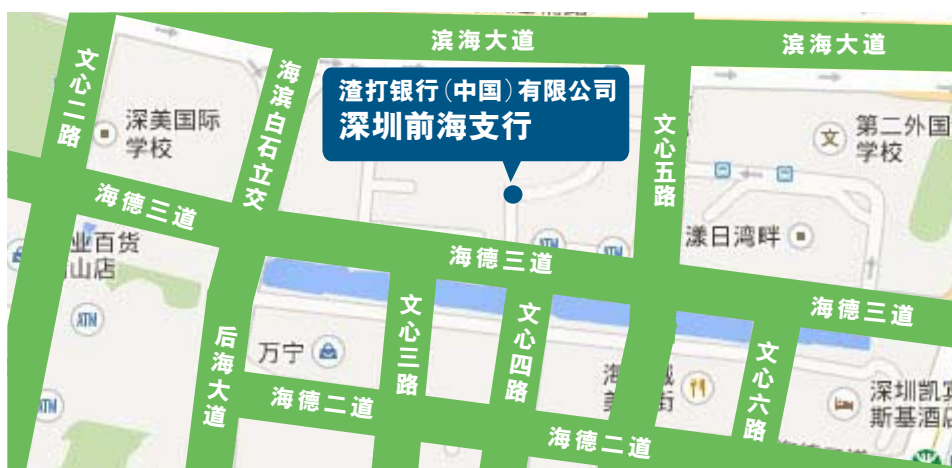 滨海大道
滨海大道
文心二路
海滨白石立交
渣打银行（中国）有限公司
深圳前海支行
文心五路
深美国际
学校
文
第二外国
学校
海德三道
业百货
山店
海德三道
ATM
ATM
漾日湾畔
海德三道
ATM
后海大道
万宁
文心三路
文心四路
文心六路
海德二道
ATM
海德二道
深圳凯宾
斯基酒店